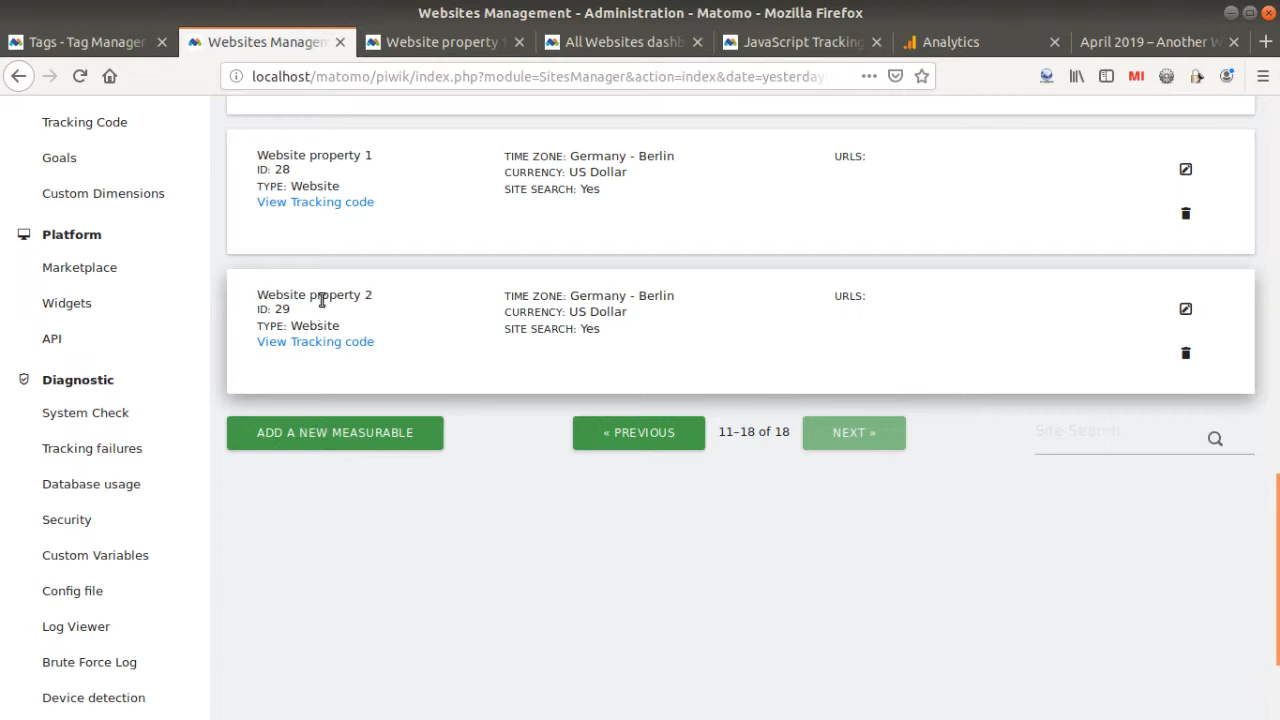 Websites Management - Administration - Matomo - Mozilla Firefox
Tags - Tag Manager
Websites Managem
Website property 1
All Websites dashb
JavaScript Tracking
Analytics
April 2019 – Another W
localhost/matomo/piwik/index.php?module=SitesManager&action=index&date=yesterday
MI
Tracking Code
Goals
Custom Dimensions
Platform
Marketplace
Widgets
API
Diagnostic
System Check
Tracking failures
Database usage
Security
Custom Variables
Config file
Log Viewer
Brute Force Log
Device detection
Website property 1
ID: 28
TYPE: Website
View Tracking code
TIME ZONE: Germany - Berlin
CURRENCY: US Dollar
SITE SEARCH: Yes
URLS:
Website property 2
ID: 29
TYPE: Website
View Tracking code
TIME ZONE: Germany - Berlin
CURRENCY: US Dollar
SITE SEARCH: Yes
URLS:
ADD A NEW MEASURABLE
« PREVIOUS
11–18 of 18
NEXT »
Site Search